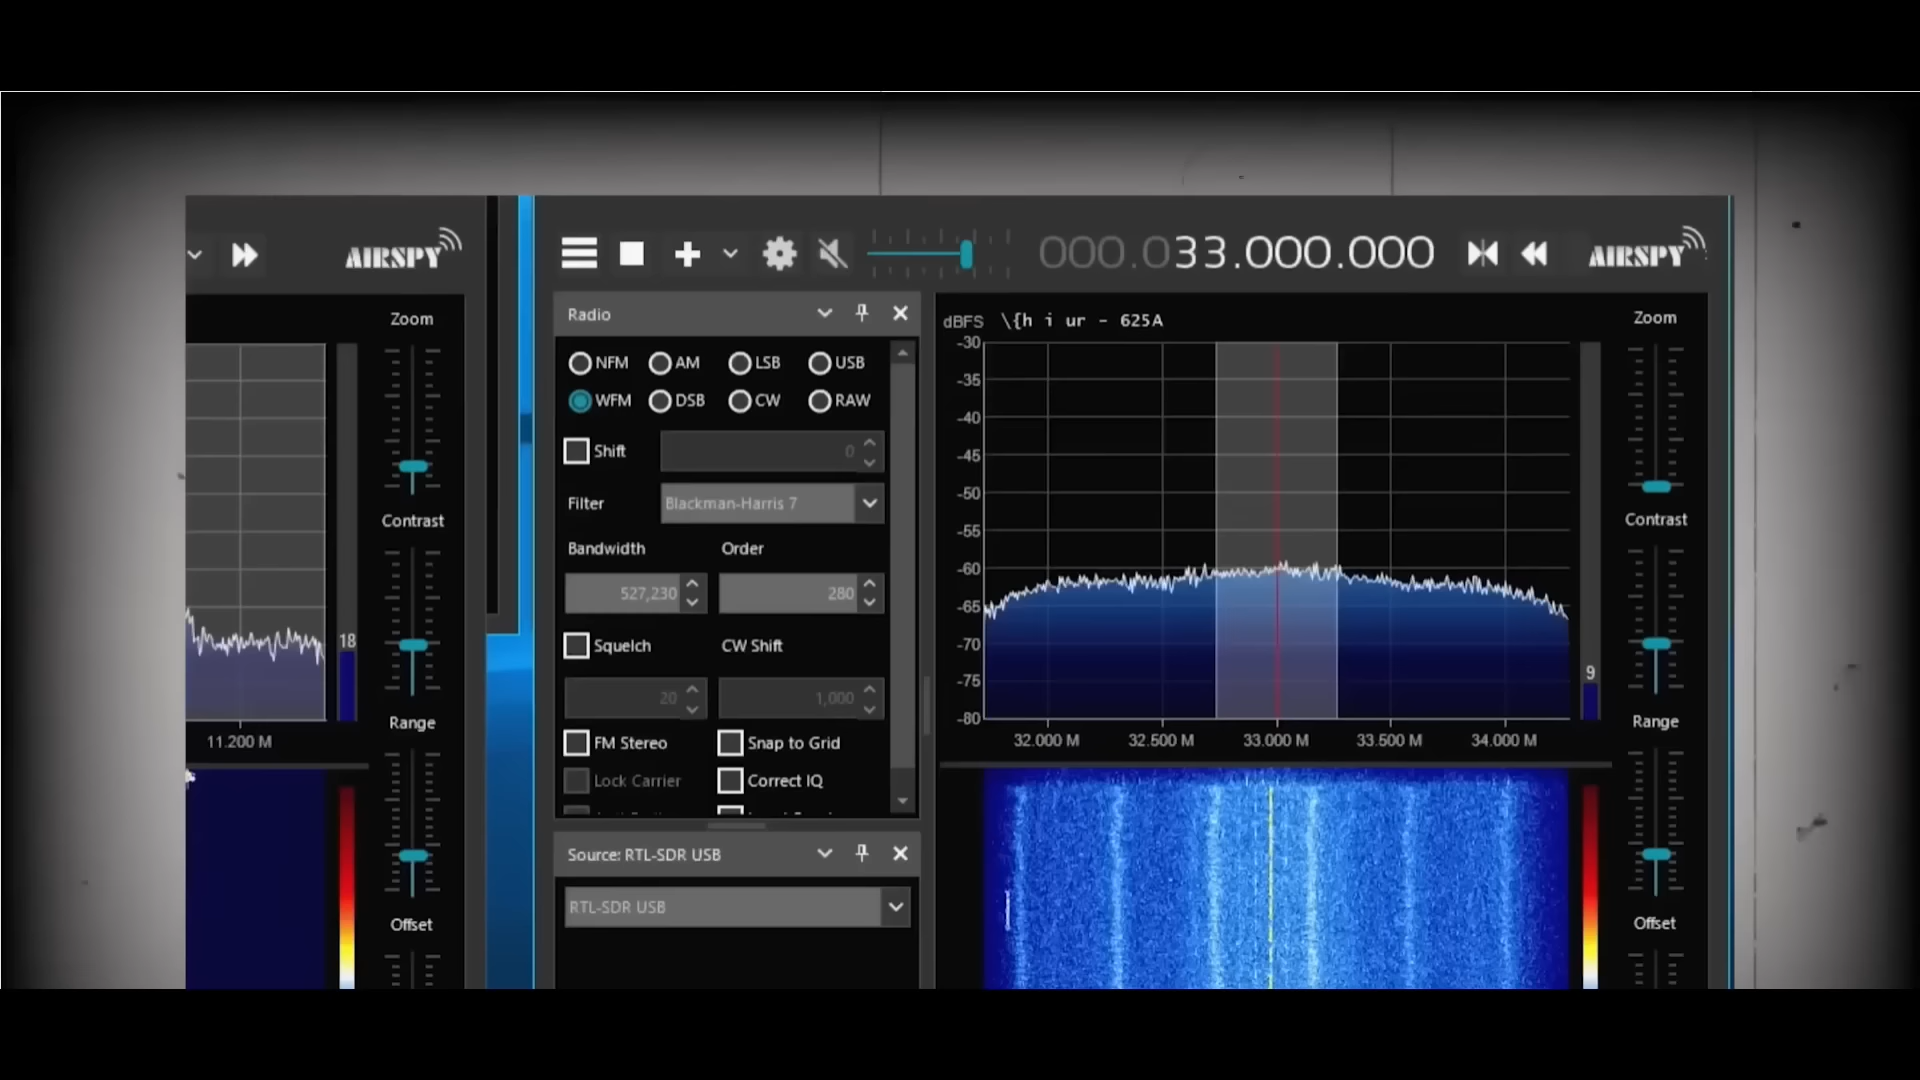 AIRSPY
Zoom
Contrast
Range
Offset
18
11.200 M
000.033.000.000
AIRSPY
Radio
NFM AM LSB USB
WFM DSB CW RAW
Shift 0
Filter Blackman-Harris 7
Bandwidth Order
527,230 280
Squelch CW Shift
20 1,000
FM Stereo Snap to Grid
Lock Carrier Correct IQ
Source: RTL-SDR USB
RTL-SDR USB
dBFS \{h i ur - 625A
-30
-35
-40
-45
-50
-55
-60
-65
-70
-75
-80
32.000 M 32.500 M 33.000 M 33.500 M 34.000 M
9
Zoom
Contrast
Range
Offset